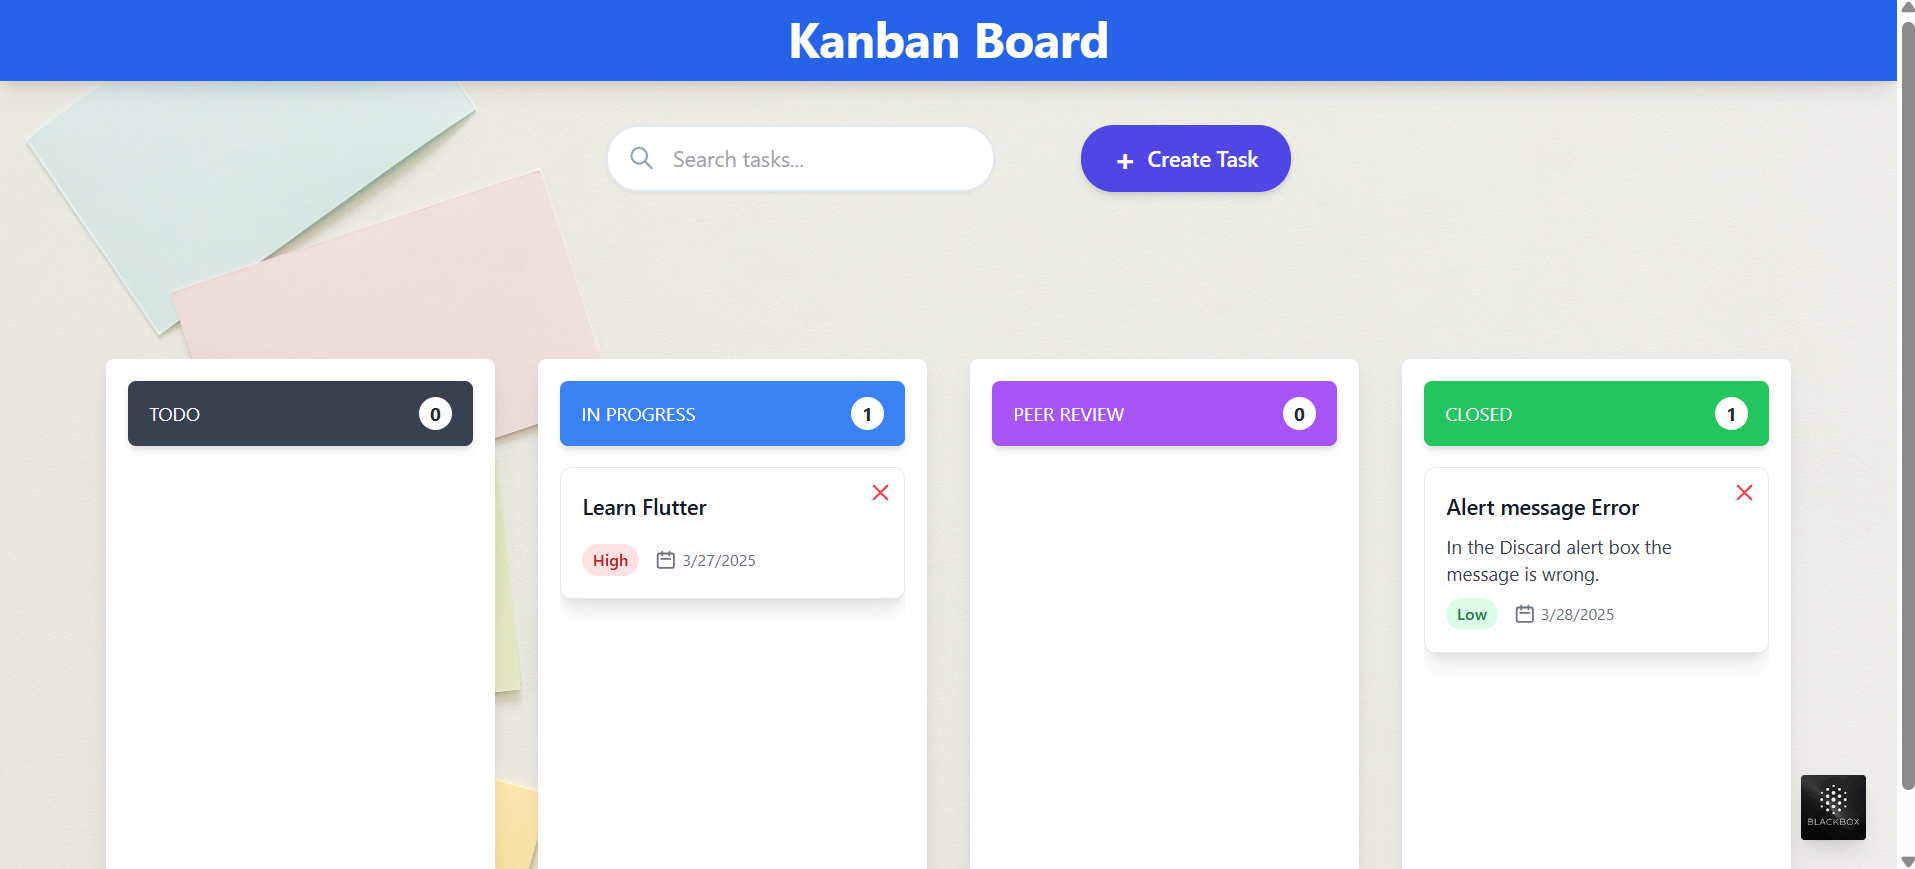 Kanban Board
Search tasks...
+ Create Task
TODO 0
IN PROGRESS 1
Learn Flutter
High 3/27/2025
PEER REVIEW 0
CLOSED 1
Alert message Error
In the Discard alert box the
message is wrong.
Low 3/28/2025
BLACKBOX